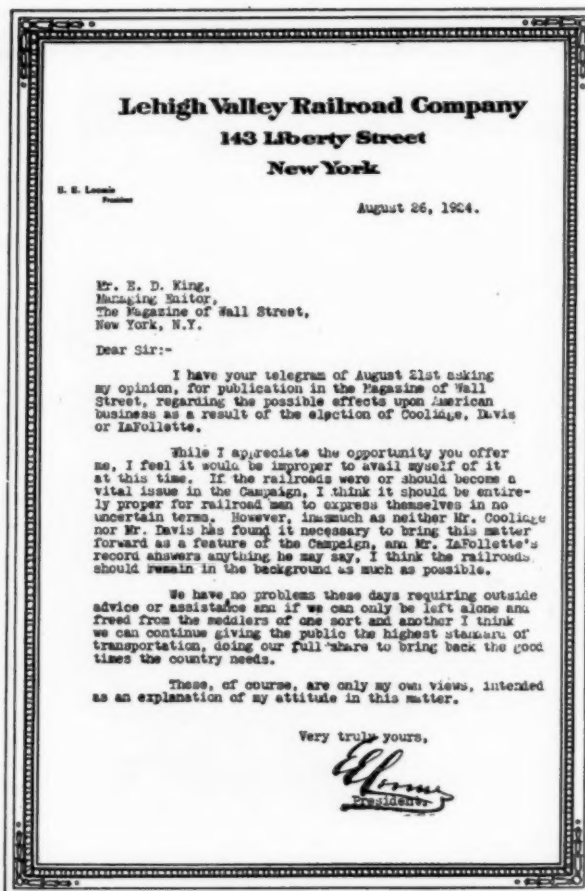 Lehigh Valley Railroad Company
143 Liberty Street
New York
E. E. Loomis
President
August 26, 1924.
Mr. E. D. King,
Managing Editor,
The Magazine of Wall Street,
New York, N.Y.
Dear Sir:-
I have your telegram of August 21st asking
my opinion, for publication in the Magazine of Wall
Street, regarding the possible effects upon American
business as a result of the election of Coolidge, Davis
or LaFollette.
While I appreciate the opportunity you offer
me, I feel it would be improper to avail myself of it
at this time. If the railroads were or should become a
vital issue in the Campaign, I think it should be entire-
ly proper for railroad men to express themselves in no
uncertain terms. However, inasmuch as neither Mr. Coolidge
nor Mr. Davis has found it necessary to bring this matter
forward as a feature of the Campaign, and Mr. LaFollette's
record answers anything he may say, I think the railroads
should remain in the background as much as possible.
We have no problems these days requiring outside
advice or assistance and if we can only be left alone and
freed from the meddlers of one sort and another I think
we can continue giving the public the highest standard of
transportation, doing our full share to bring back the good
times the country needs.
These, of course, are only my own views, intended
as an explanation of my attitude in this matter.
Very truly yours,
E E Loomis
President.